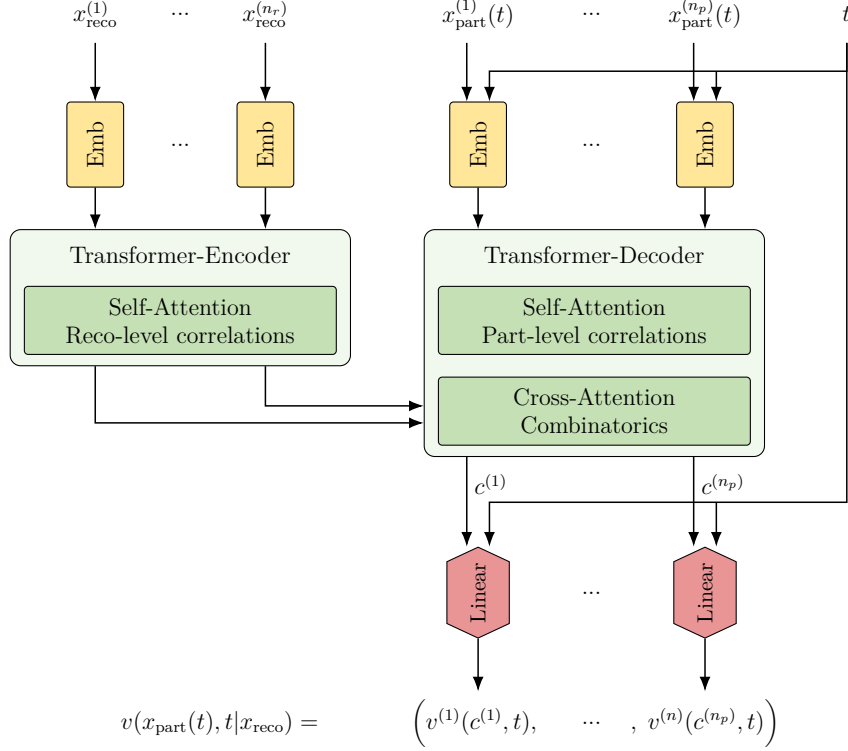 x_reco^(1) ... x_reco^(n_r) x_part^(1)(t) ... x_part^(n_p)(t) t
Emb ... Emb Emb ... Emb
Transformer-Encoder
Self-Attention
Reco-level correlations
Transformer-Decoder
Self-Attention
Part-level correlations
Cross-Attention
Combinatorics
c^(1) c^(n_p)
Linear ... Linear
v(x_part(t), t|x_reco) = (v^(1)(c^(1), t), ... , v^(n)(c^(n_p), t))